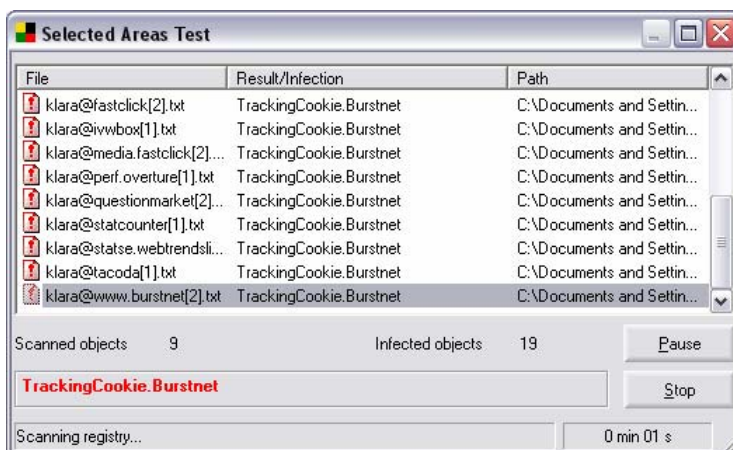 Selected Areas Test
File Result/Infection Path
klara@fastclick[2].txt TrackingCookie.Burstnet C:\Documents and Settin...
klara@ivwbox[1].txt TrackingCookie.Burstnet C:\Documents and Settin...
klara@media.fastclick[2].... TrackingCookie.Burstnet C:\Documents and Settin...
klara@perf.overture[1].txt TrackingCookie.Burstnet C:\Documents and Settin...
klara@questionmarket[2]... TrackingCookie.Burstnet C:\Documents and Settin...
klara@statcounter[1].txt TrackingCookie.Burstnet C:\Documents and Settin...
klara@statse.webtrendsli... TrackingCookie.Burstnet C:\Documents and Settin...
klara@tacoda[1].txt TrackingCookie.Burstnet C:\Documents and Settin...
klara@www.burstnet[2].txt TrackingCookie.Burstnet C:\Documents and Settin...
Scanned objects 9 Infected objects 19 Pause
TrackingCookie.Burstnet Stop
Scanning registry... 0 min 01 s